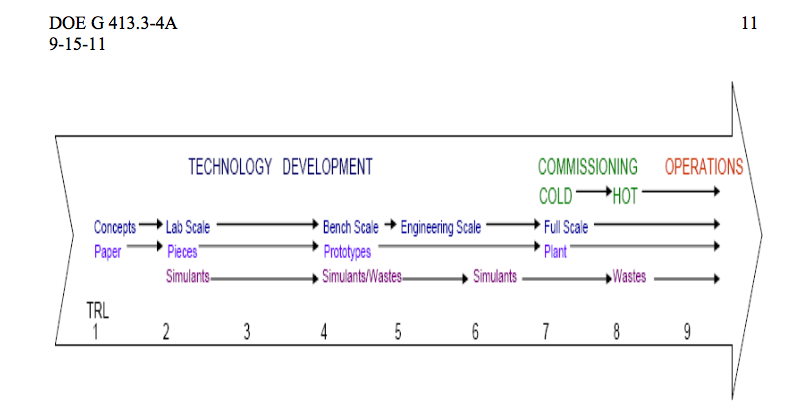 DOE G 413.3-4A 11
9-15-11
TECHNOLOGY DEVELOPMENT COMMISSIONING OPERATIONS
COLD HOT
Concepts Lab Scale Bench Scale Engineering Scale Full Scale
Paper Pieces Prototypes Plant
Simulants Simulants/Wastes Simulants Wastes
TRL
1 2 3 4 5 6 7 8 9